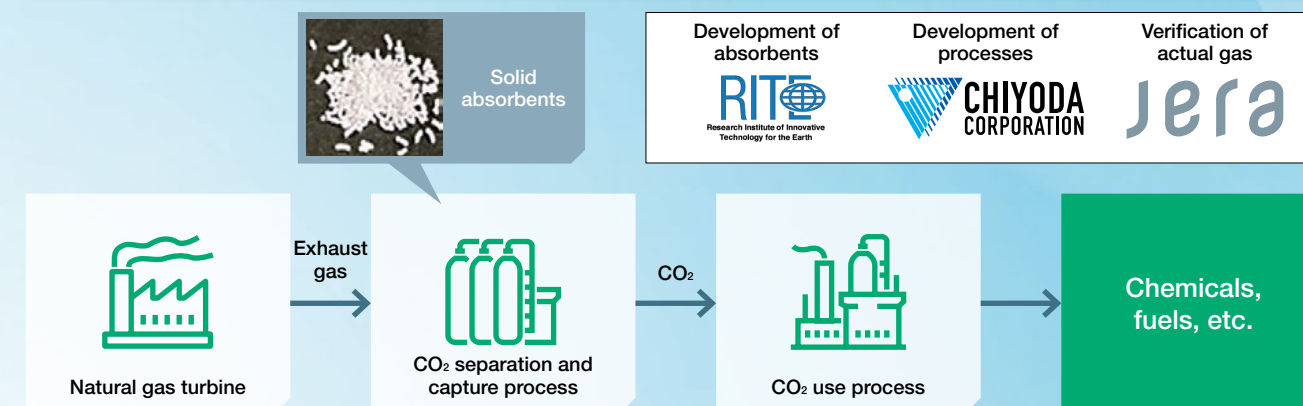 Solid
absorbents
Development of
absorbents
RITE
Research Institute of Innovative
Technology for the Earth
Development of
processes
CHIYODA
CORPORATION
Verification of
actual gas
Jera
Natural gas turbine
Exhaust
gas
CO₂ separation and
capture process
CO₂
CO₂ use process
Chemicals,
fuels, etc.